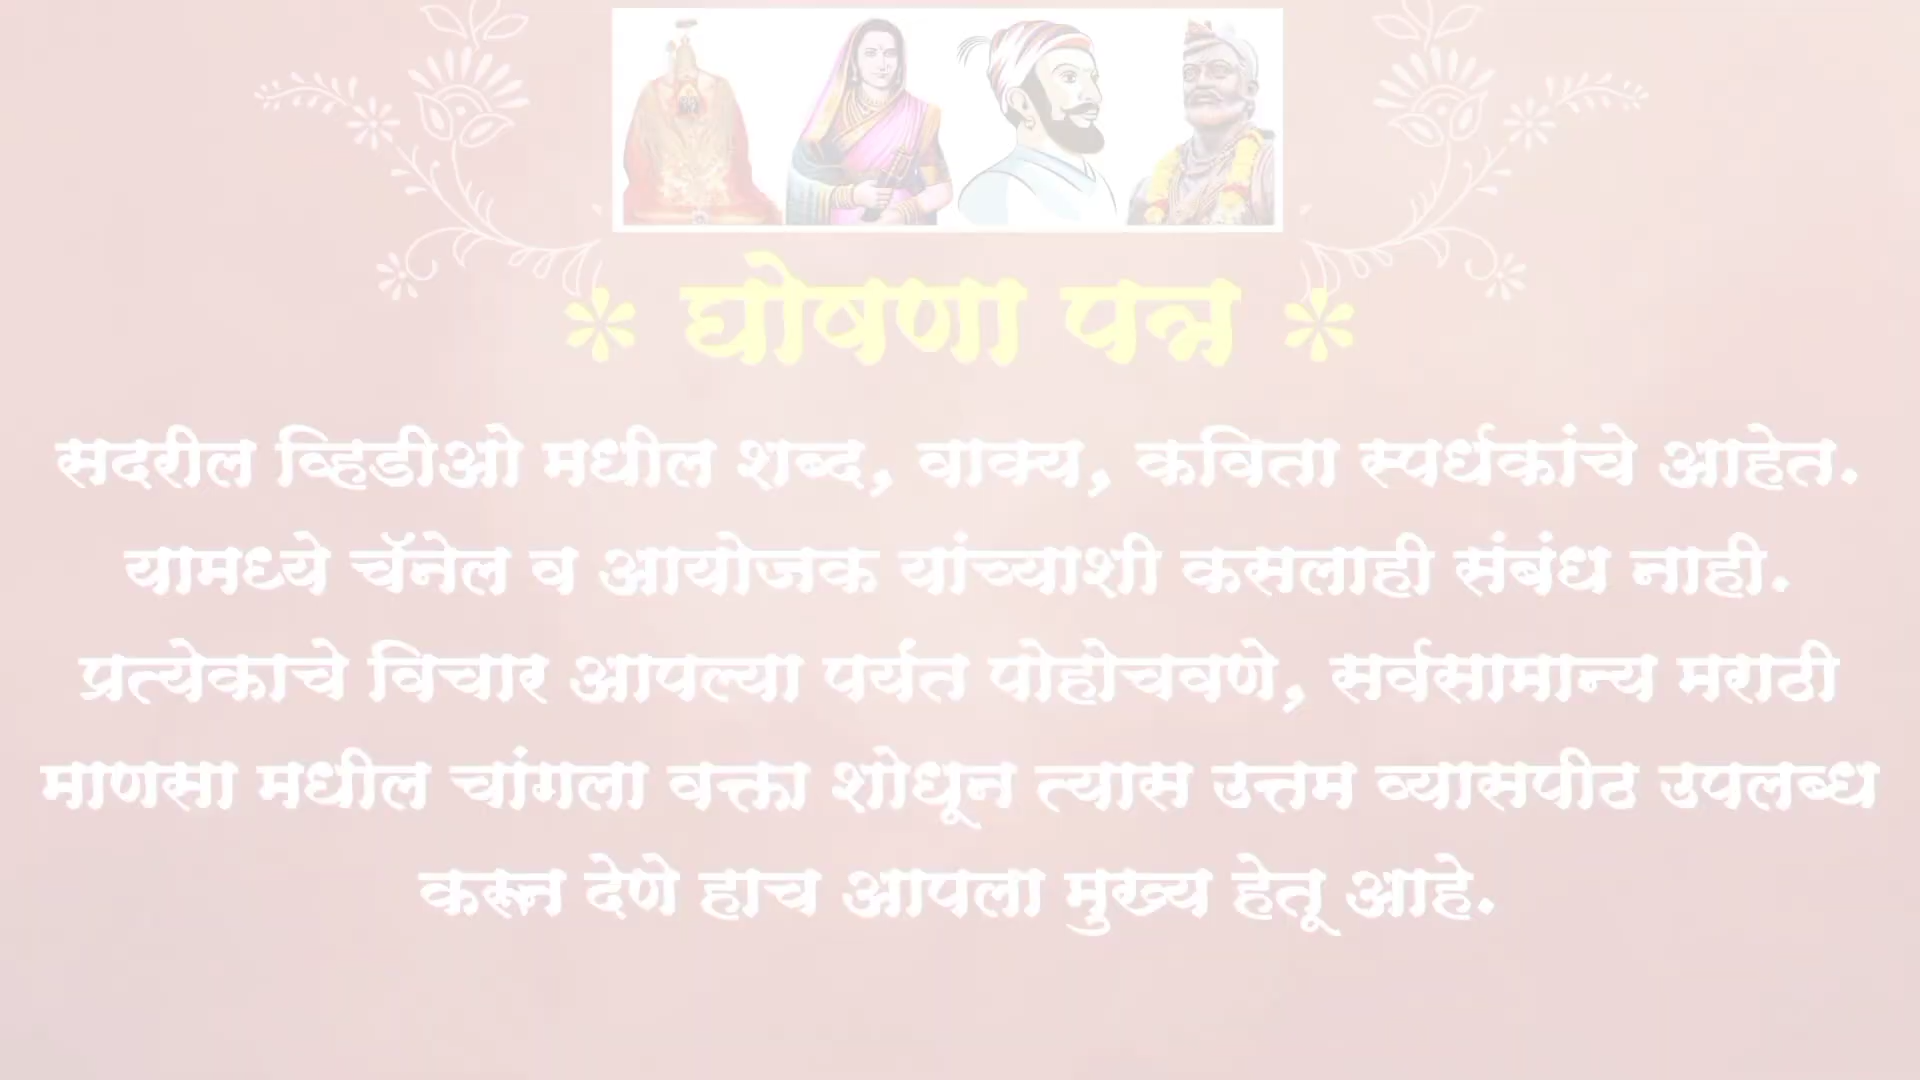 * घोषणा पत्र *
सदरील व्हिडीओ मधील शब्द, वाक्य, कविता स्पर्धकांचे आहेत.
यामध्ये चॅनेल व आयोजक यांच्याशी कसलाही संबंध नाही.
प्रत्येकाचे विचार आपल्या पर्यंत पोहोचवणे, सर्वसामान्य मराठी
माणसा मधील चांगला वक्ता शोधून त्यास उत्तम व्यासपीठ उपलब्ध
करून देणे हाच आपला मुख्य हेतू आहे.